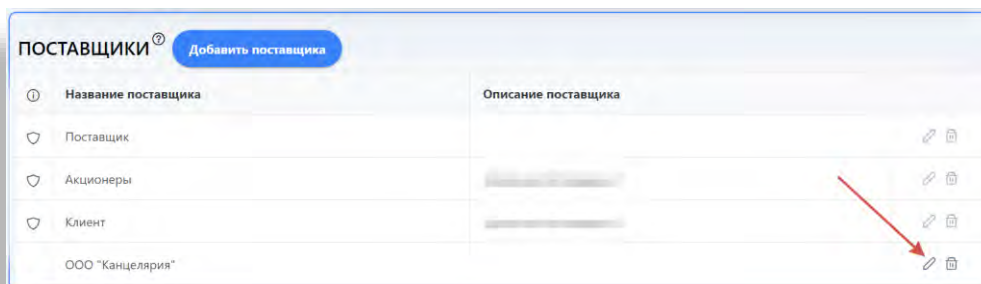 ПОСТАВЩИКИ Добавить поставщика
Название поставщика Описание поставщика
Поставщик
Акционеры
Клиент
ООО "Канцелярия"